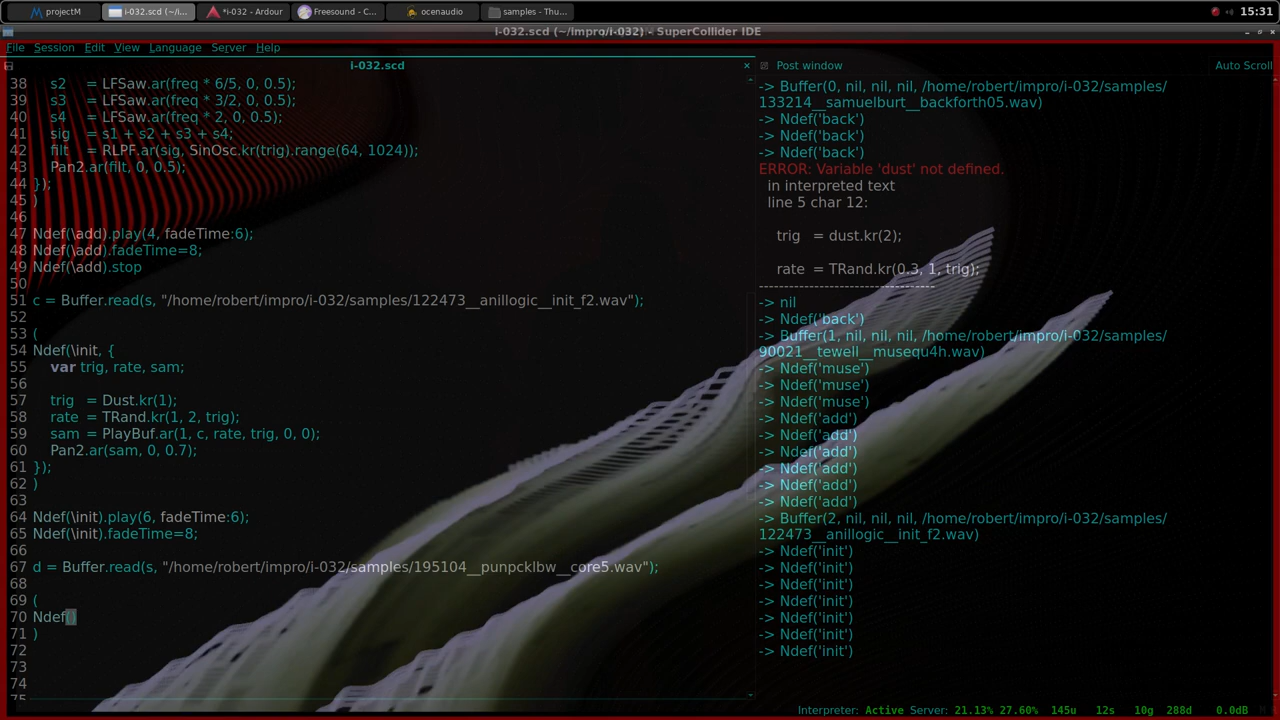 projectM
i-032.scd (~/i...
*i-032 - Ardour
Freesound - C...
ocenaudio
samples - Thu...
15:31
i-032.scd (~/impro/i-032) - SuperCollider IDE
File Session Edit View Language Server Help
i-032.scd
38 s2 = LFSaw.ar(freq * 6/5, 0, 0.5);
39 s3 = LFSaw.ar(freq * 3/2, 0, 0.5);
40 s4 = LFSaw.ar(freq * 2, 0, 0.5);
41 sig = s1 + s2 + s3 + s4;
42 filt = RLPF.ar(sig, SinOsc.kr(trig).range(64, 1024));
43 Pan2.ar(filt, 0, 0.5);
44 });
45 )
46
47 Ndef(\add).play(4, fadeTime:6);
48 Ndef(\add).fadeTime=8;
49 Ndef(\add).stop
50
51 c = Buffer.read(s, "/home/robert/impro/i-032/samples/122473__anillogic__init_f2.wav");
52
53 (
54 Ndef(\init, {
55 var trig, rate, sam;
56
57 trig = Dust.kr(1);
58 rate = TRand.kr(1, 2, trig);
59 sam = PlayBuf.ar(1, c, rate, trig, 0, 0);
60 Pan2.ar(sam, 0, 0.7);
61 });
62 )
63
64 Ndef(\init).play(6, fadeTime:6);
65 Ndef(\init).fadeTime=8;
66
67 d = Buffer.read(s, "/home/robert/impro/i-032/samples/195104__punpcklbw__core5.wav");
68
69 (
70 Ndef()
71 )
72
73
74
75
Post window
Auto Scroll
-> Buffer(0, nil, nil, nil, /home/robert/impro/i-032/samples/
133214__samuelburt__backforth05.wav)
-> Ndef('back')
-> Ndef('back')
-> Ndef('back')
ERROR: Variable 'dust' not defined.
in interpreted text
line 5 char 12:
trig = dust.kr(2);
rate = TRand.kr(0.3, 1, trig);
-----------------------------------
-> nil
-> Ndef('back')
-> Buffer(1, nil, nil, nil, /home/robert/impro/i-032/samples/
90021__tewell__musequ4h.wav)
-> Ndef('muse')
-> Ndef('muse')
-> Ndef('muse')
-> Ndef('add')
-> Ndef('add')
-> Ndef('add')
-> Ndef('add')
-> Ndef('add')
-> Ndef('add')
-> Buffer(2, nil, nil, nil, /home/robert/impro/i-032/samples/
122473__anillogic__init_f2.wav)
-> Ndef('init')
-> Ndef('init')
-> Ndef('init')
-> Ndef('init')
-> Ndef('init')
-> Ndef('init')
-> Ndef('init')
Interpreter: Active Server: 21.13% 27.60% 145u 12s 10g 288d 0.0dB